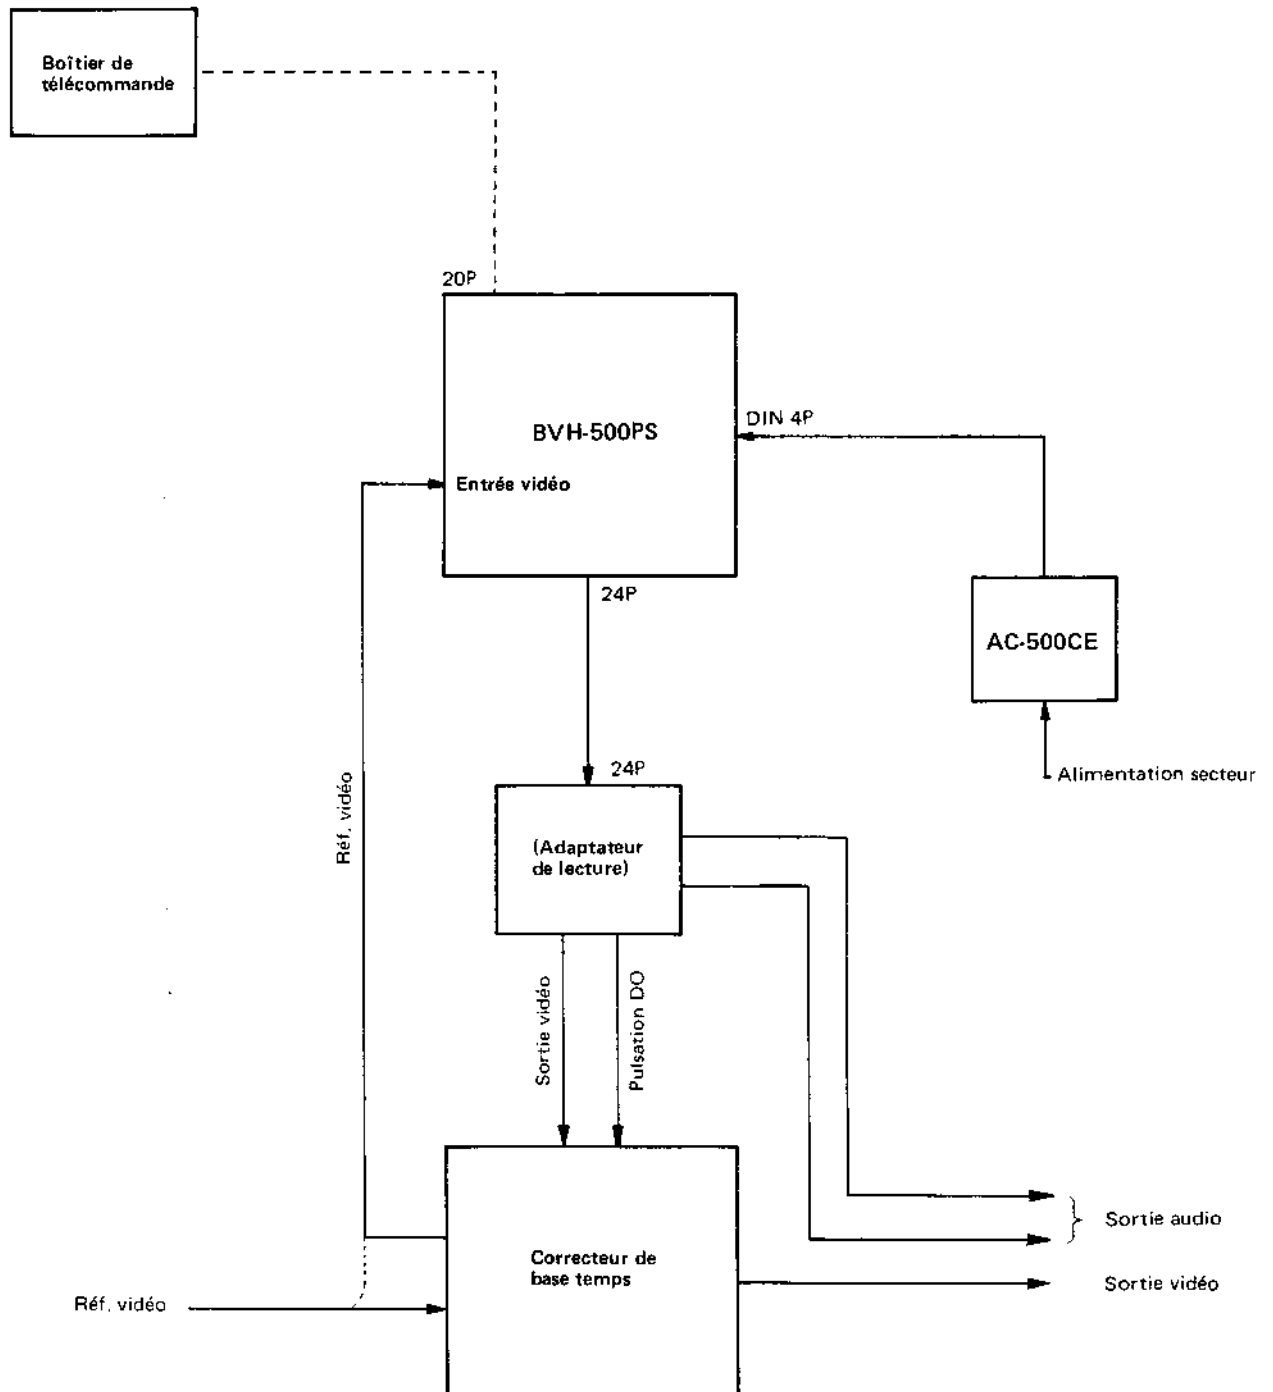 Boîtier de
télécommande
20P
BVH-500PS
DIN 4P
Entrée vidéo
24P
AC-500CE
Alimentation secteur
24P
Réf. vidéo
(Adaptateur
de lecture)
Sortie vidéo
Pulsation DO
Sortie audio
Correcteur de
base temps
Sortie vidéo
Réf. vidéo